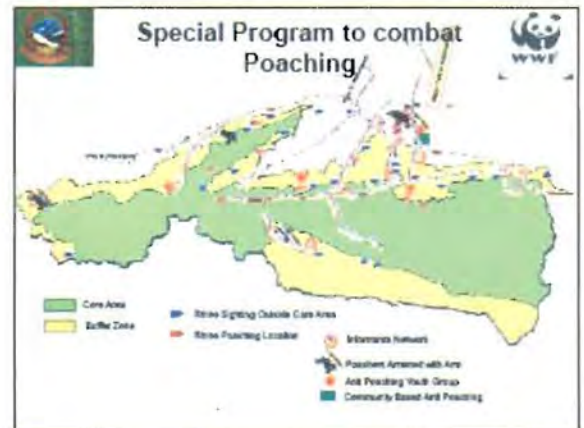 Special Program to combat
Poaching
WWF
Core Area
Buffer Zone
Rhino Sighting Outside Core Area
Rhino Poaching Location
Informants Network
Poachers Arrested with Arm
Anti Poaching Youth Group
Community Based Anti Poaching